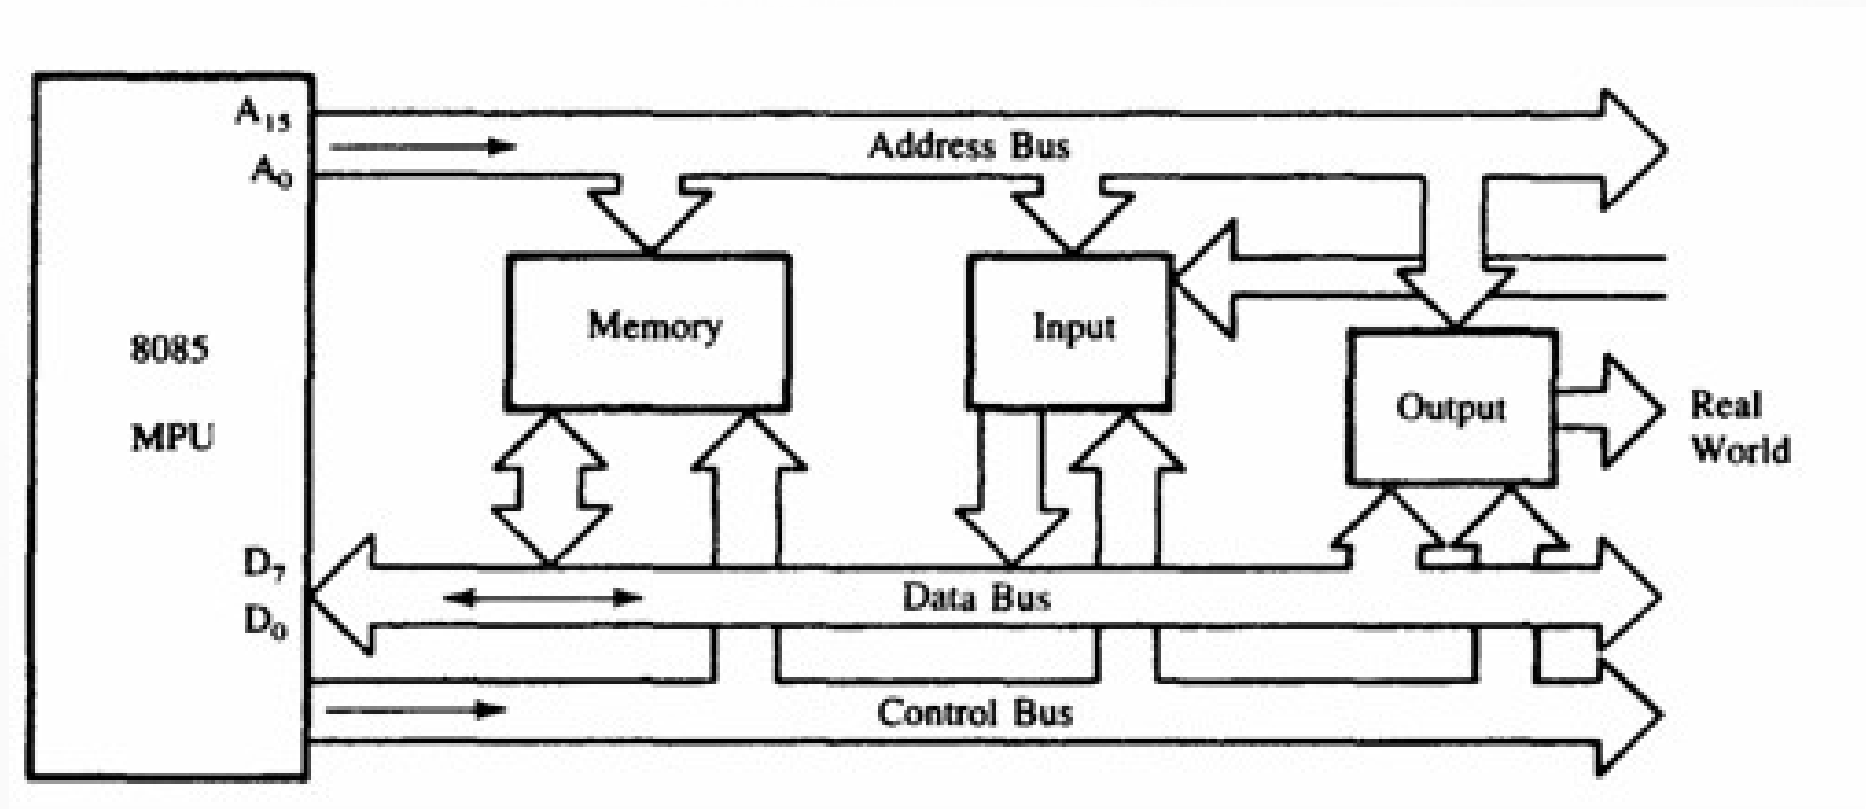 A15
Address Bus
A0
Memory
Input
8085
MPU
Output
Real
World
D7
Data Bus
D0
Control Bus